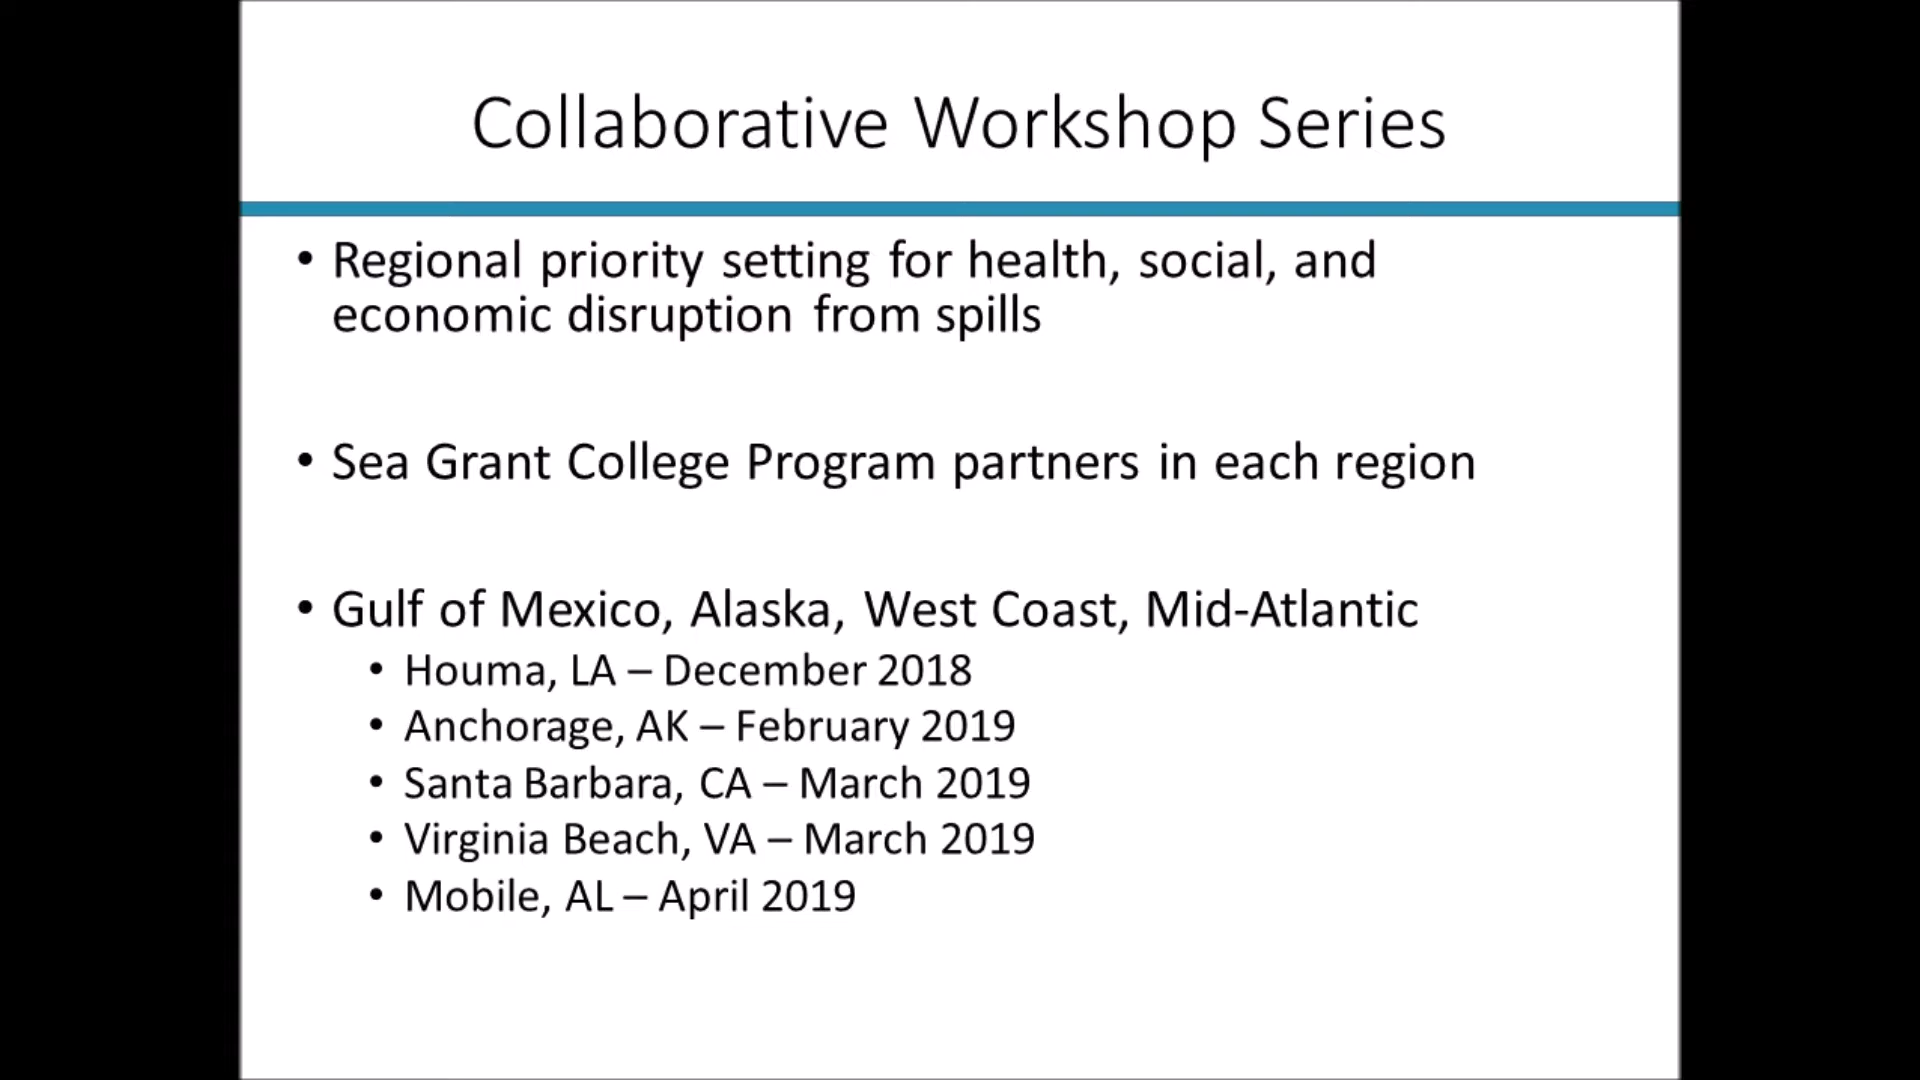 Collaborative Workshop Series
• Regional priority setting for health, social, and
economic disruption from spills
• Sea Grant College Program partners in each region
• Gulf of Mexico, Alaska, West Coast, Mid-Atlantic
• Houma, LA – December 2018
• Anchorage, AK – February 2019
• Santa Barbara, CA – March 2019
• Virginia Beach, VA – March 2019
• Mobile, AL – April 2019